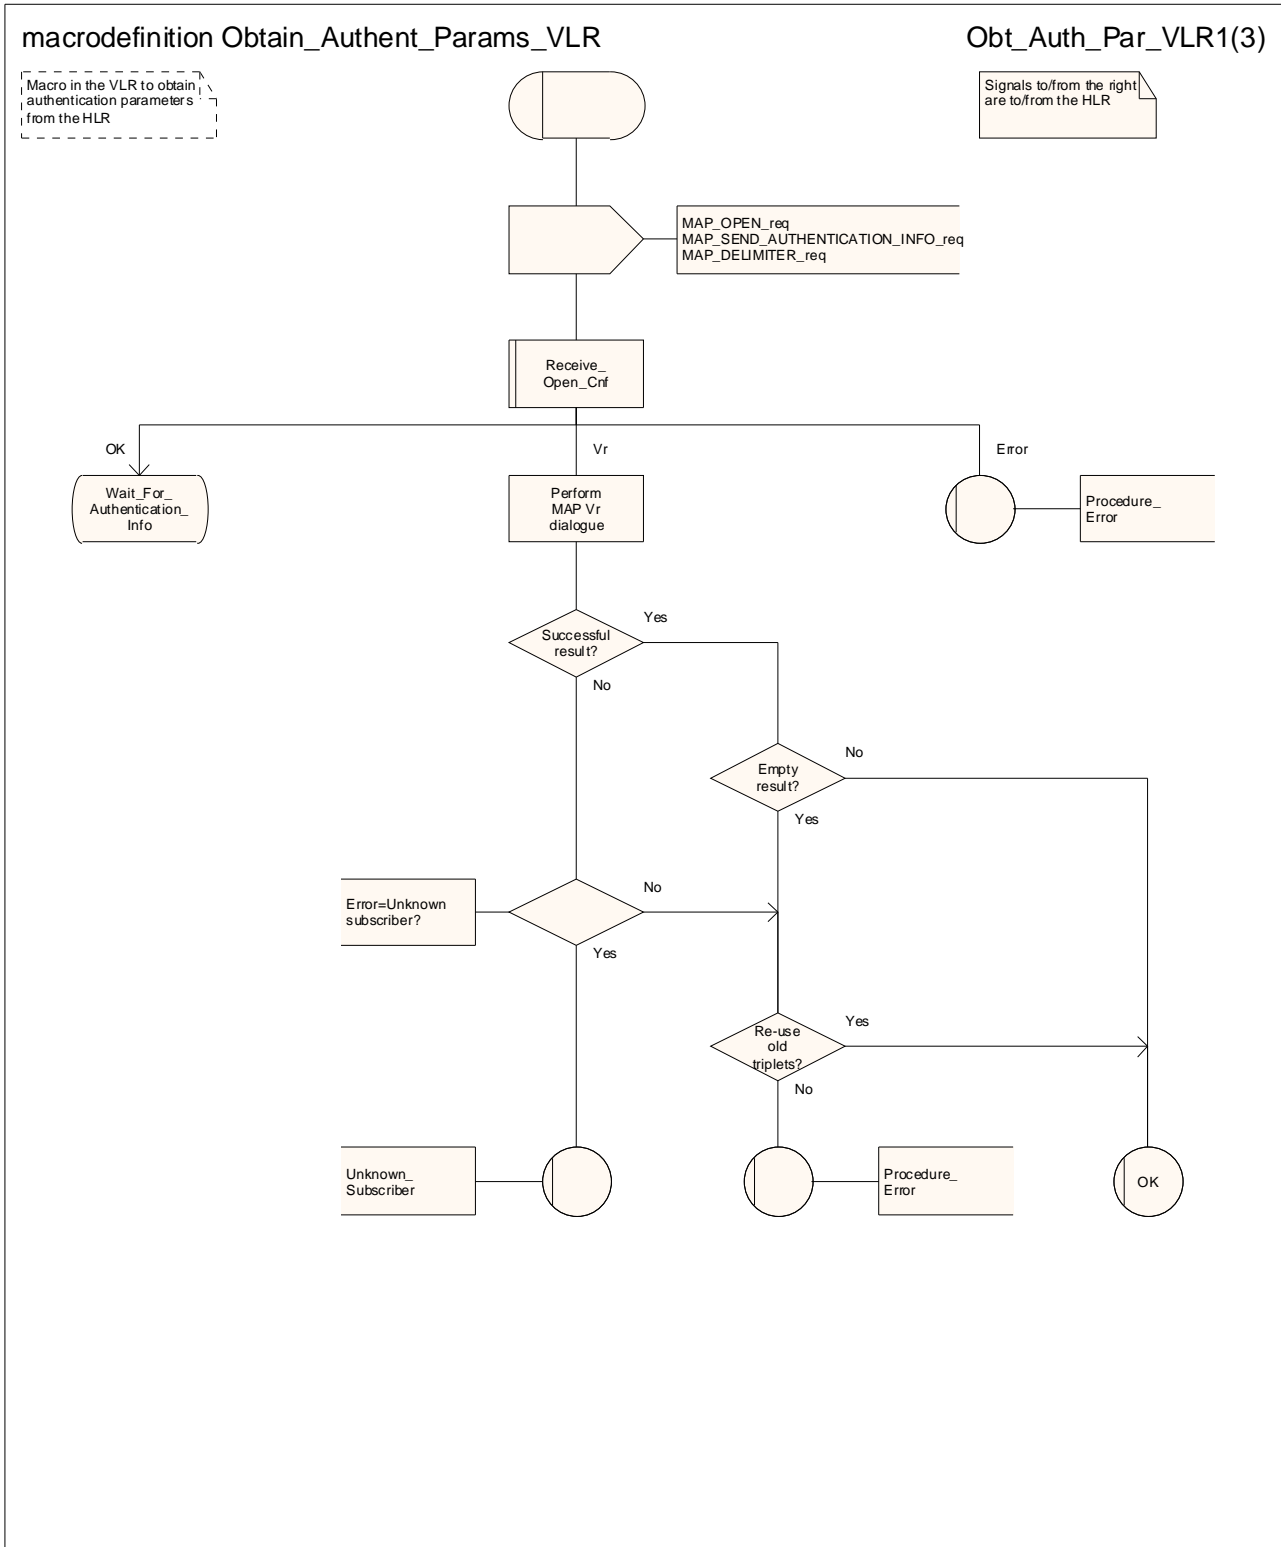 macrodefinition Obtain_Authent_Params_VLR
Obt_Auth_Par_VLR1(3)
Macro in the VLR to obtain
authentication parameters
from the HLR
Signals to/from the right
are to/from the HLR
MAP_OPEN_req
MAP_SEND_AUTHENTICATION_INFO_req
MAP_DELIMITER_req
Receive_
Open_Cnf
OK
Vr
Error
Wait_For_
Authentication_
Info
Perform
MAP Vr
dialogue
Procedure_
Error
Successful
result?
Yes
No
Empty
result?
No
Yes
Error=Unknown
subscriber?
No
Yes
Re-use
old
triplets?
Yes
No
Unknown_
Subscriber
Procedure_
Error
OK